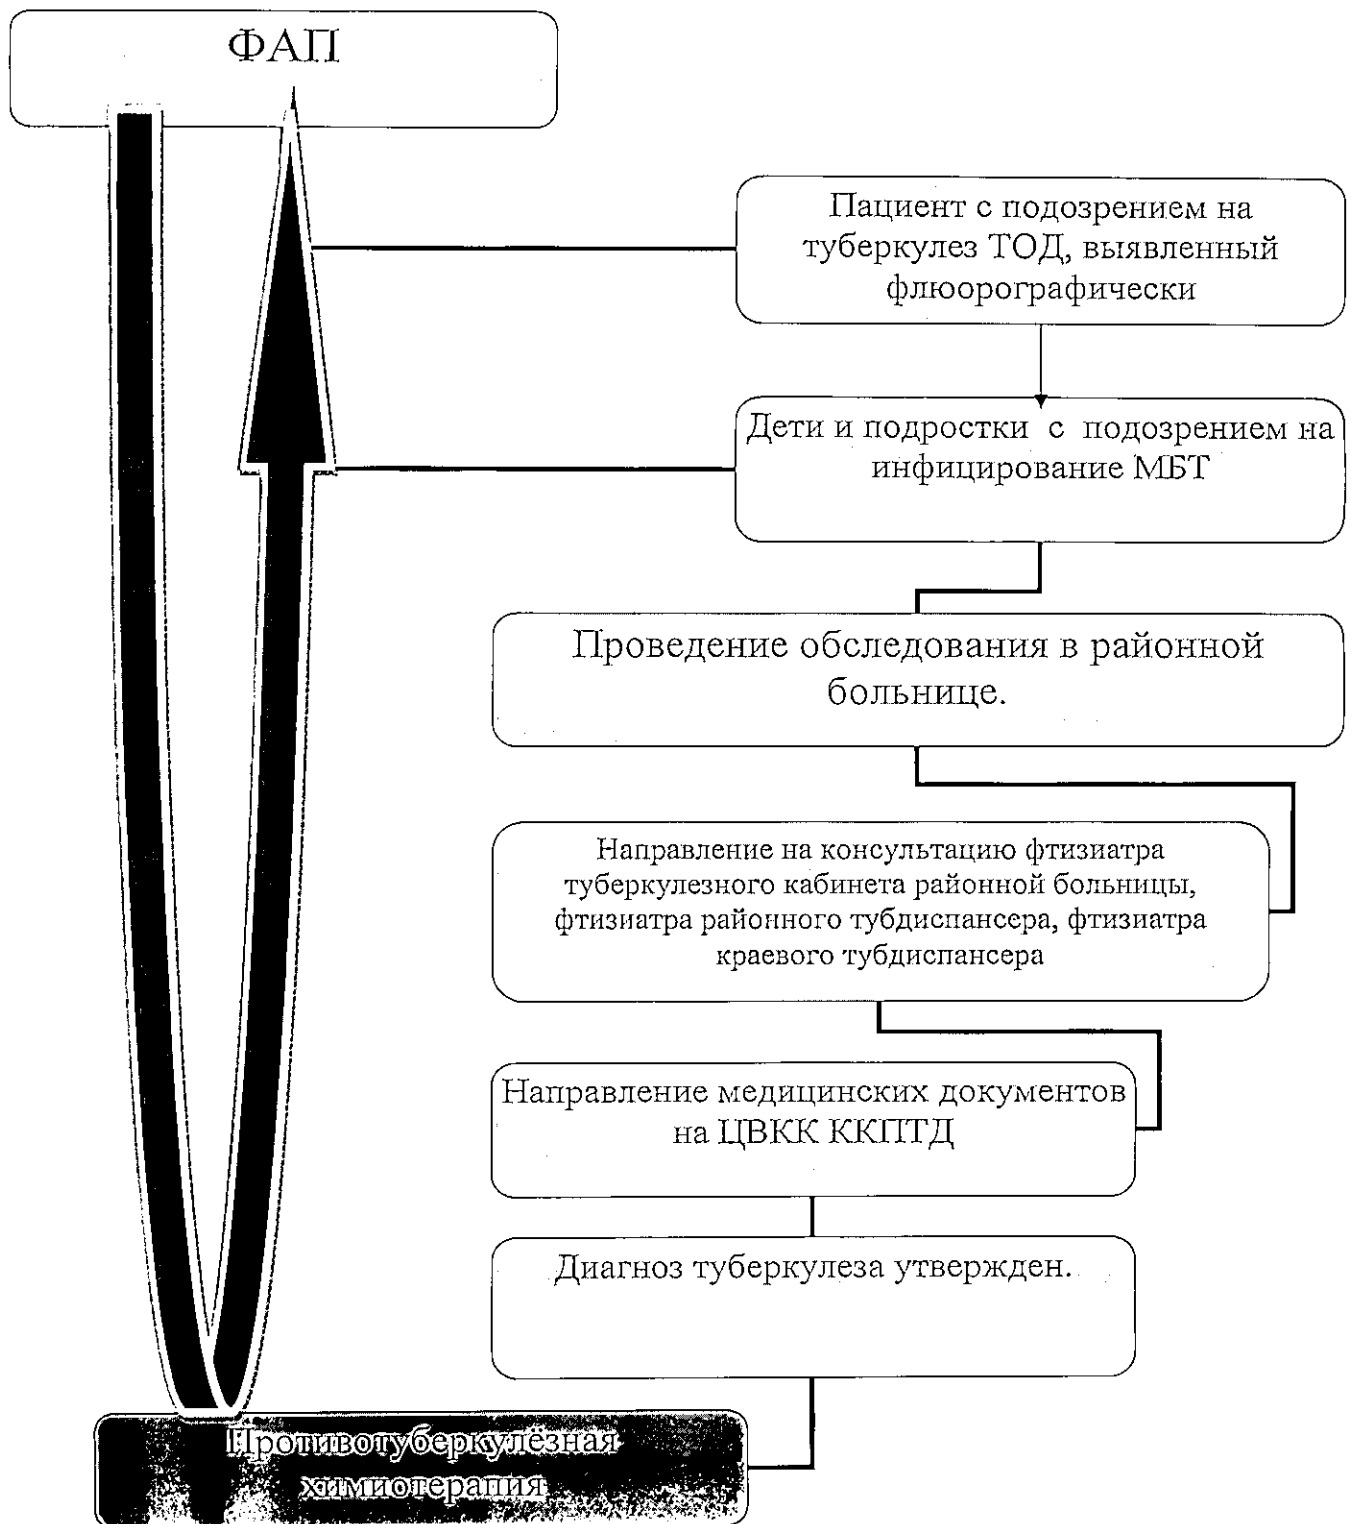 ФАП
Пациент с подозрением на
туберкулез ТОД, выявленный
флюорографически
Дети и подростки с подозрением на
инфицирование МБТ
Проведение обследования в районной
больнице.
Направление на консультацию фтизиатра
туберкулезного кабинета районной больницы,
фтизиатра районного тубдиспансера, фтизиатра
краевого тубдиспансера
Направление медицинских документов
на ЦВКК ККПТД
Диагноз туберкулеза утвержден.
Противотуберкулёзная
химиотерапия